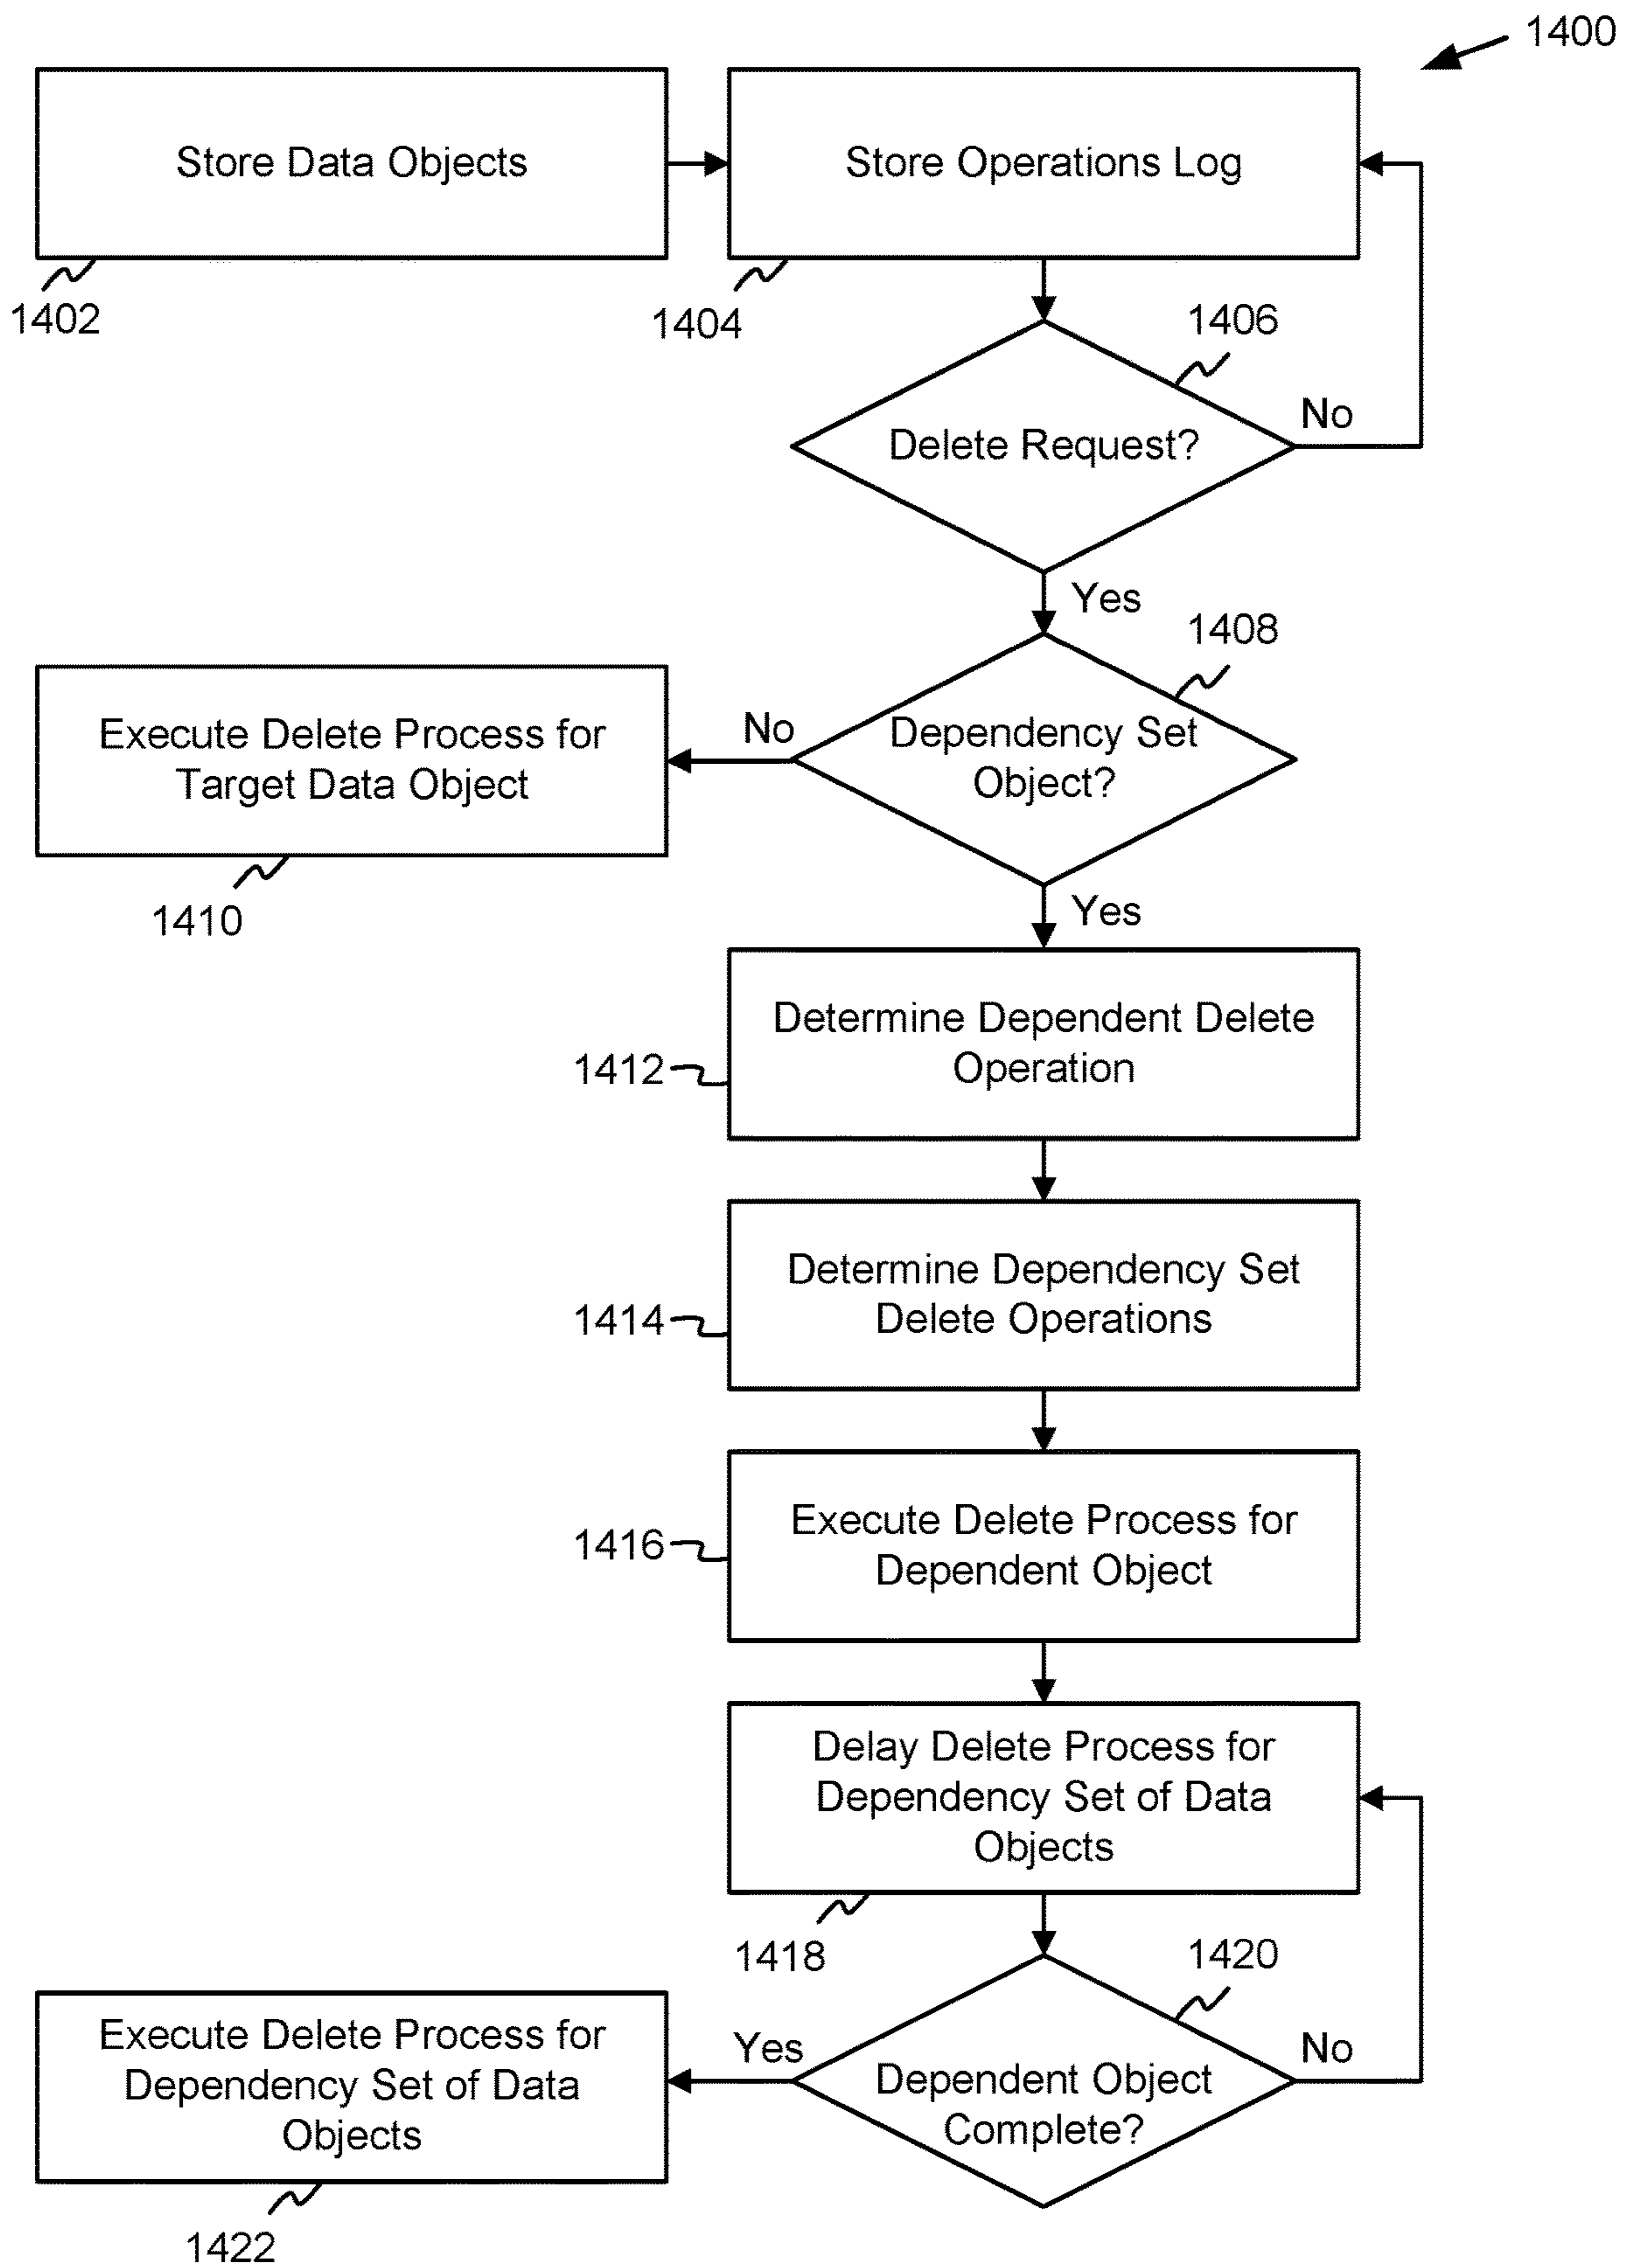 1400
Store Data Objects
Store Operations Log
1402
1404
1406
Delete Request?
No
Yes
1408
Execute Delete Process for
Target Data Object
No
Dependency Set
Object?
1410
Yes
Determine Dependent Delete
Operation
1412
Determine Dependency Set
Delete Operations
1414
Execute Delete Process for
Dependent Object
1416
Delay Delete Process for
Dependency Set of Data
Objects
1418
1420
Execute Delete Process for
Dependency Set of Data
Objects
Yes
Dependent Object
Complete?
No
1422